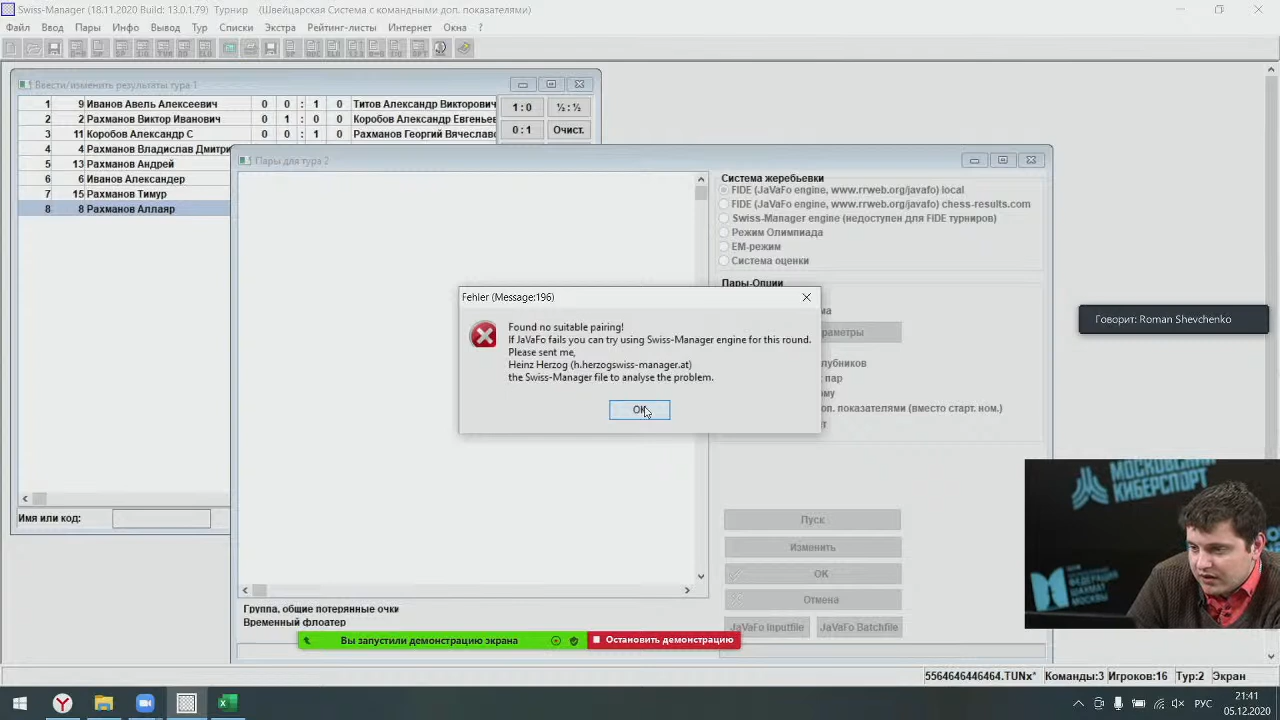 Swiss-Manager (18.11.2020 Build: 13.0.1.79) Турнир (Швейцарская Система с командными доп. показателями)
Файл Ввод Пары Инфо Вывод Тур Списки Экстра Рейтинг-листы Интернет Окна ?
Ввести/изменить результаты тура 1
1 9 Иванов Авель Алексеевич 0 0 : 1 0 Титов Александр Викторович
2 2 Рахманов Виктор Иванович 0 1 : 0 0 Коробов Александр Евгеньев
3 11 Коробов Александр С 0 0 : 1 0 Рахманов Георгий Вячеславо
4 4 Рахманов Владислав Дмитри
5 13 Рахманов Андрей
6 6 Иванов Александер
7 15 Рахманов Тимур
8 8 Рахманов Аллаяр
1 : 0 ½ : ½
0 : 1 Очист.
Имя или код:
Пары для тура 2
Система жеребьевки
FIDE (JaVaFo engine, www.rrweb.org/javafo) local
FIDE (JaVaFo engine, www.rrweb.org/javafo) chess-results.com
Swiss-Manager engine (недоступен для FIDE турниров)
Режим Олимпиада
ЕМ-режим
Система оценки
Пары-Опции
ма
раметры
олубников
пар
ому
оп. показателями (вместо старт. ном.)
т
Fehler (Message:196)
Found no suitable pairing!
If JaVaFo fails you can try using Swiss-Manager engine for this round.
Please sent me,
Heinz Herzog (h.herzogswiss-manager.at)
the Swiss-Manager file to analyse the problem.
OK
Говорит: Roman Shevchenko
Пуск
Изменить
OK
Отмена
JaVaFo Inputfile JaVaFo Batchfile
Группа, общие потерянные очки
Временный флоатер
Вы запустили демонстрацию экрана Остановить демонстрацию
МОСКОВСКИЙ
КИБЕРСПОРТ
5564646446464.TUNx* Команды:3 Игроков:16 Тур:2 Экран
РУС
21:41
05.12.2020